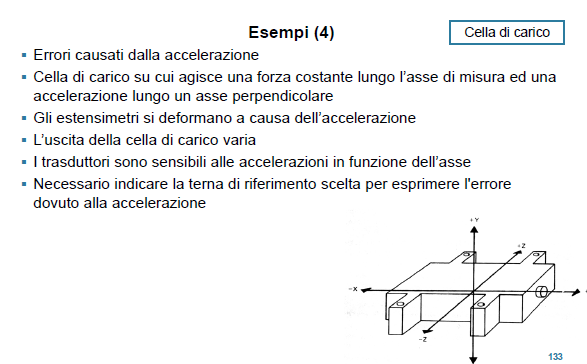 Esempi (4)
Cella di carico
▪ Errori causati dalla accelerazione
▪ Cella di carico su cui agisce una forza costante lungo l'asse di misura ed una
accelerazione lungo un asse perpendicolare
▪ Gli estensimetri si deformano a causa dell'accelerazione
▪ L'uscita della cella di carico varia
▪ I trasduttori sono sensibili alle accelerazioni in funzione dell'asse
▪ Necessario indicare la terna di riferimento scelta per esprimere l'errore
dovuto alla accelerazione
+Y
+Z
-X
-Z
133